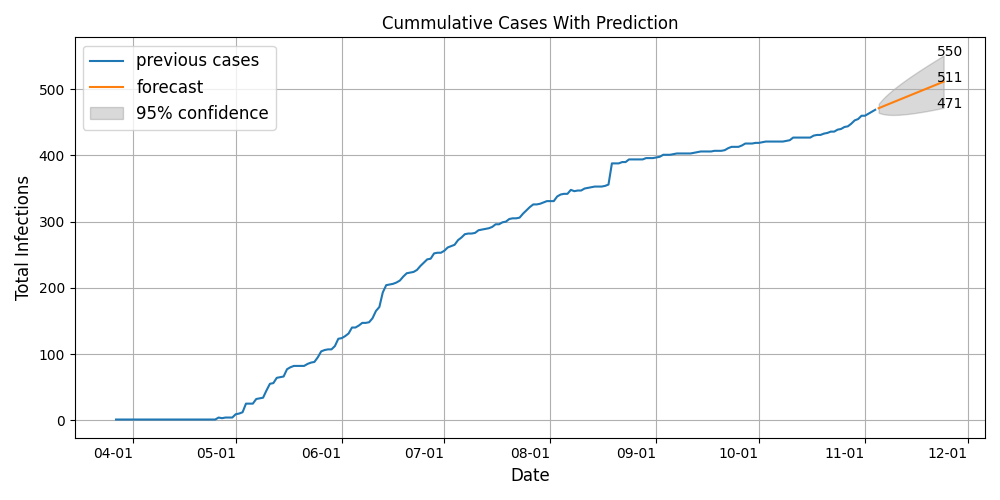 Cummulative Cases With Prediction
previous cases
forecast
95% confidence
550
511
471
Total Infections
500
400
300
200
100
0
04-01 05-01 06-01 07-01 08-01 09-01 10-01 11-01 12-01
Date